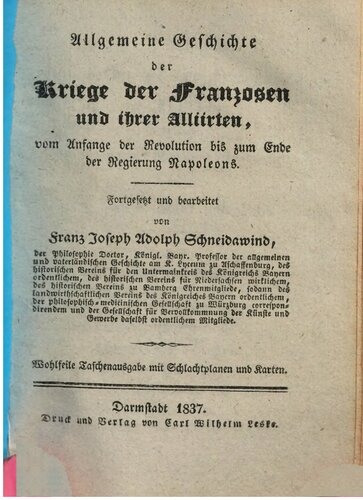 Allgemeine Geschichte
der
Kriege der Franzosen
und ihrer Alliirten,
vom Anfange der Revolution bis zum Ende
der Regierung Napoleons.
Fortgesetzt und bearbeitet
von
Franz Joseph Adolph Schneidawind,
der Philosophie Doctor, Königl. Bayr. Professor der allgemeinen
und vaterländischen Geschichte am K. Lyceum zu Aschaffenburg, des
historischen Vereins für den Untermainkreis des Königreichs Bayern
ordentlichem, des historischen Vereins für Niedersachsen wirklichem,
des historischen Vereins zu Bamberg Ehrenmitgliede, sodann des
landwirthschaftlichen Vereins des Königreiches Bayern ordentlichem,
der philosophisch-medicinischen Gesellschaft zu Würzburg correspon-
direndem und der Gesellschaft für Vervollkommnung der Künste und
Gewerbe daselbst ordentlichem Mitgliede.
Wohlfeile Taschenausgabe mit Schlachtplanen und Karten.
Darmstadt 1837.
Druck und Verlag von Carl Wilhelm Leske.